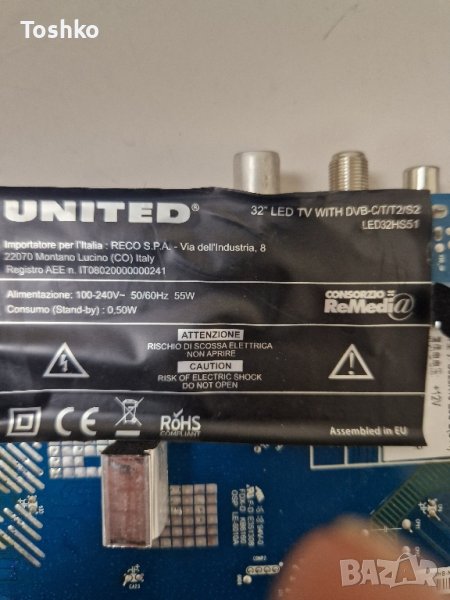 Toshko
UNITED®
32" LED TV WITH DVB-C/T/T2/S2
LED32HS51
Importatore per l'Italia : RECO S.P.A. - Via dell'Industria, 8
22070 Montano Lucino (CO) Italy
Registro AEE n. IT08020000000241
Alimentazione: 100-240V~ 50/60Hz 55W
Consumo (Stand-by) : 0,50W
CONSORZIO
ReMedi@
ATTENZIONE
RISCHIO DI SCOSSA ELETTRICA
NON APRIRE
CAUTION
RISK OF ELECTRIC SHOCK
DO NOT OPEN
CE
RoHS
COMPLIANT
Assembled in EU
+12V
BAZAR